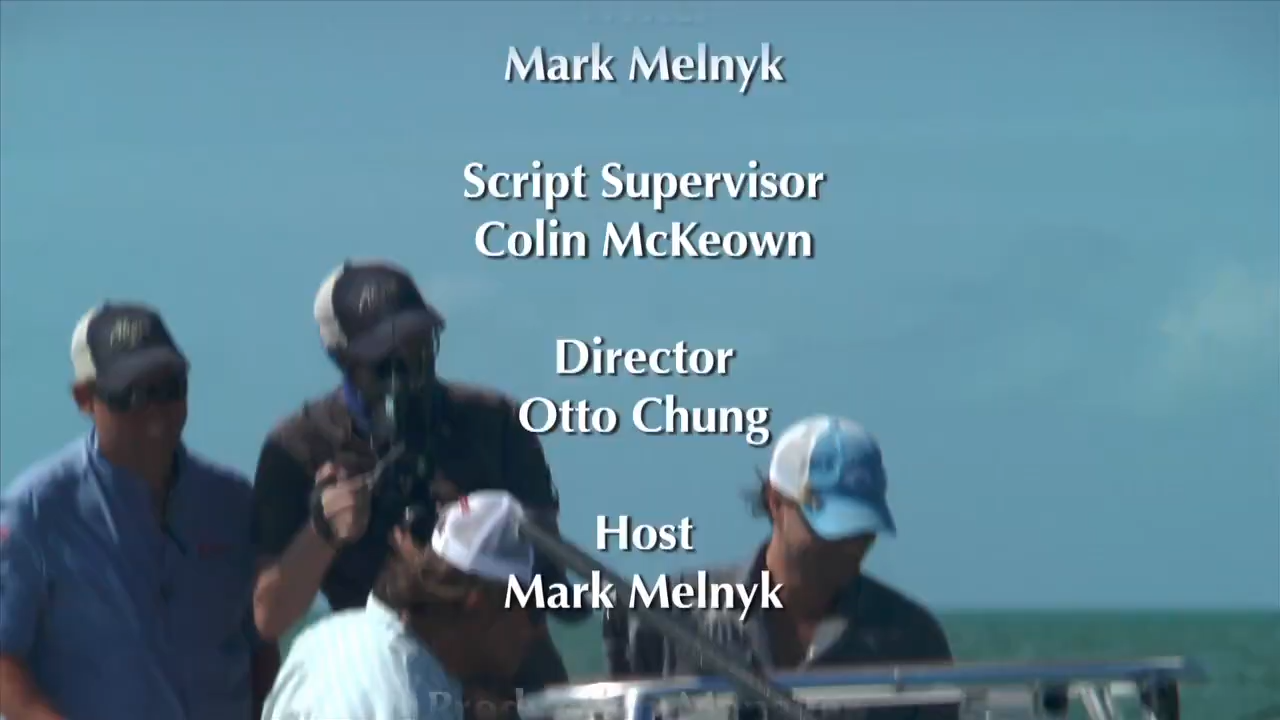 Mark Melnyk
Script Supervisor
Colin McKeown
Director
Otto Chung
Host
Mark Melnyk